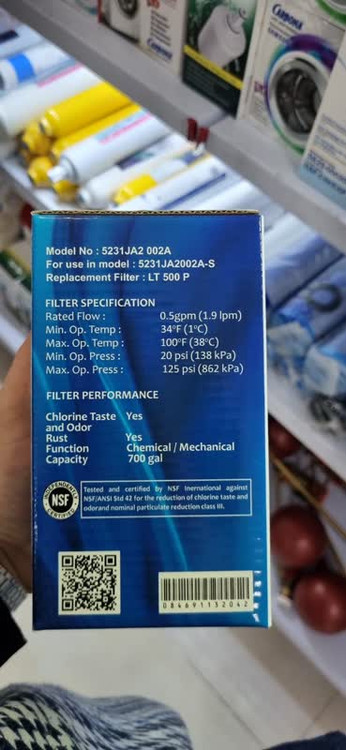 Model No : 5231JA2 002A
For use in model : 5231JA2002A-S
Replacement Filter : LT 500 P
FILTER SPECIFICATION
Rated Flow : 0.5gpm (1.9 lpm)
Min. Op. Temp : 34°F (1°C)
Max. Op. Temp : 100°F (38°C)
Min. Op. Press : 20 psi (138 kPa)
Max. Op. Press : 125 psi (862 kPa)
FILTER PERFORMANCE
Chlorine Taste Yes
and Odor
Rust Yes
Function Chemical / Mechanical
Capacity 700 gal
INDEPENDENTLY
NSF
CERTIFIED
Tested and certified by NSF Inernational against
NSF/ANSI Std 42 for the reduction of chlorine taste and
odorand nominal particulate reduction class III.
084691132042